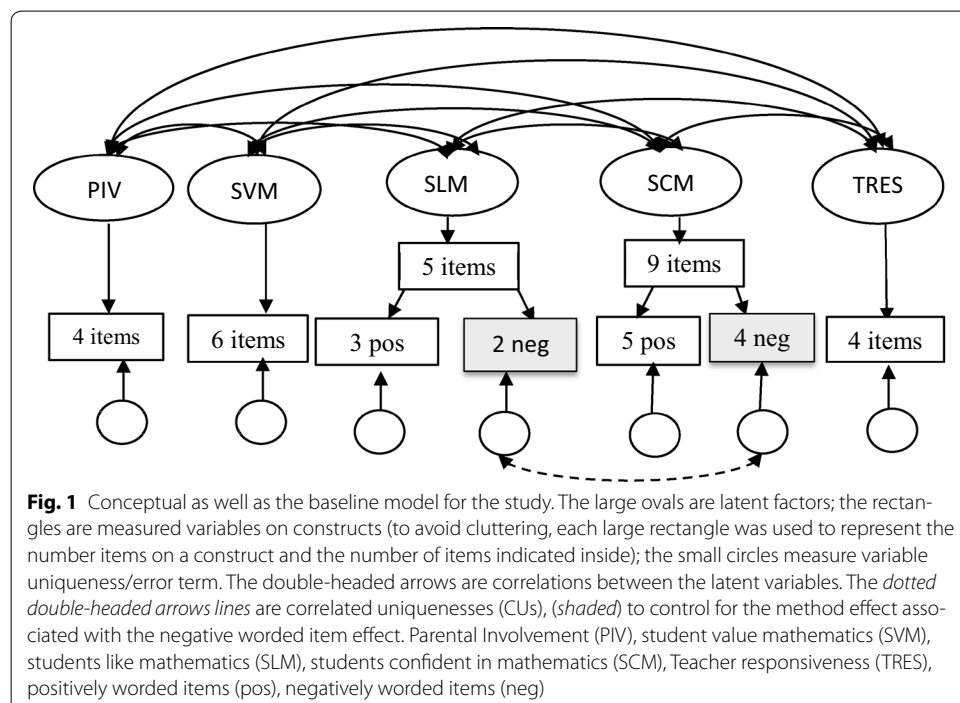 PIV
SVM
SLM
SCM
TRES
5 items
9 items
4 items
6 items
3 pos
2 neg
5 pos
4 neg
4 items
Fig. 1 Conceptual as well as the baseline model for the study. The large ovals are latent factors; the rectan-
gles are measured variables on constructs (to avoid cluttering, each large rectangle was used to represent the
number items on a construct and the number of items indicated inside); the small circles measure variable
uniqueness/error term. The double-headed arrows are correlations between the latent variables. The dotted
double-headed arrows lines are correlated uniquenesses (CUs), (shaded) to control for the method effect asso-
ciated with the negative worded item effect. Parental Involvement (PIV), student value mathematics (SVM),
students like mathematics (SLM), students confident in mathematics (SCM), Teacher responsiveness (TRES),
positively worded items (pos), negatively worded items (neg)